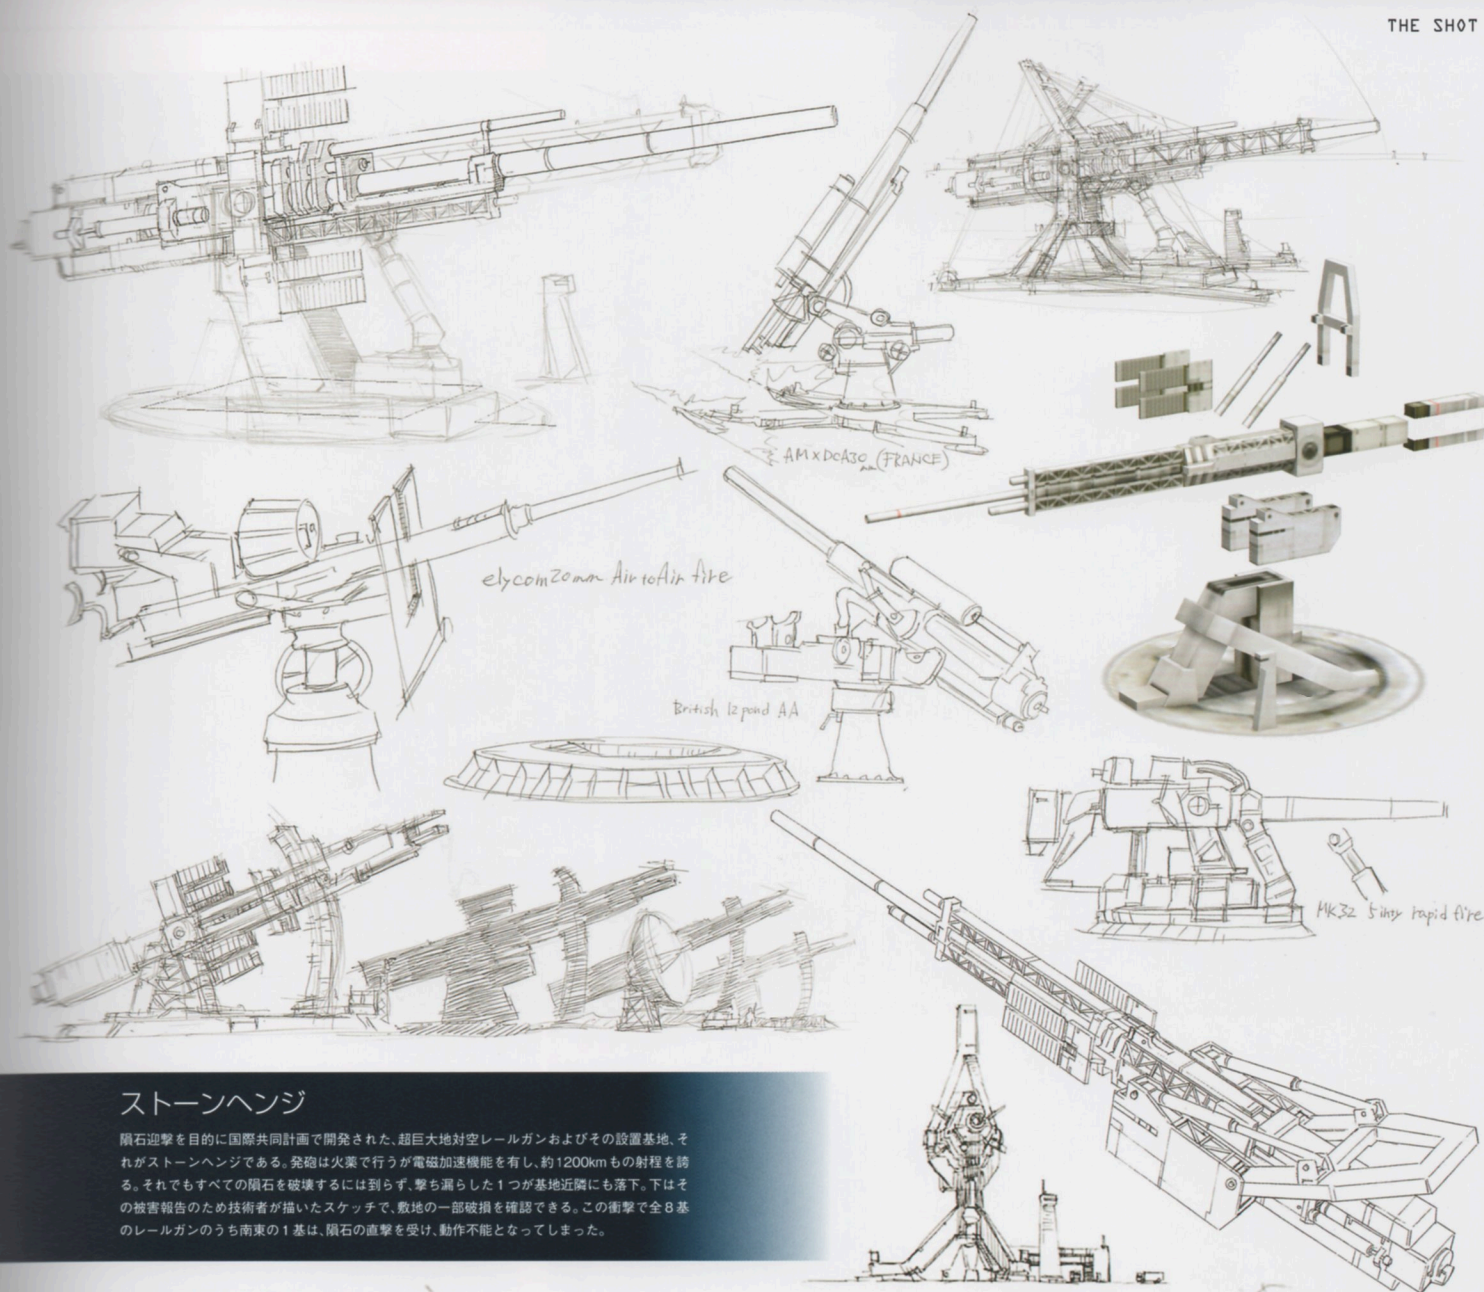 THE SHOT
AMxDCA30mm (FRANCE)
elycom20mm Air to Air fire
British 12 pond AA
MK32 5 iny rapid fire
ストーンヘンジ
隕石迎撃を目的に国際共同計画で開発された、超巨大地対空レールガンおよびその設置基地、そ
れがストーンヘンジである。発砲は火薬で行うが電磁加速機能を有し、約1200kmもの射程を誇
る。それでもすべての隕石を破壊するには到らず、撃ち漏らした1つが基地近隣にも落下。下はそ
の被害報告のため技術者が描いたスケッチで、敷地の一部破損を確認できる。この衝撃で全8基
のレールガンのうち南東の1基は、隕石の直撃を受け、動作不能となってしまった。